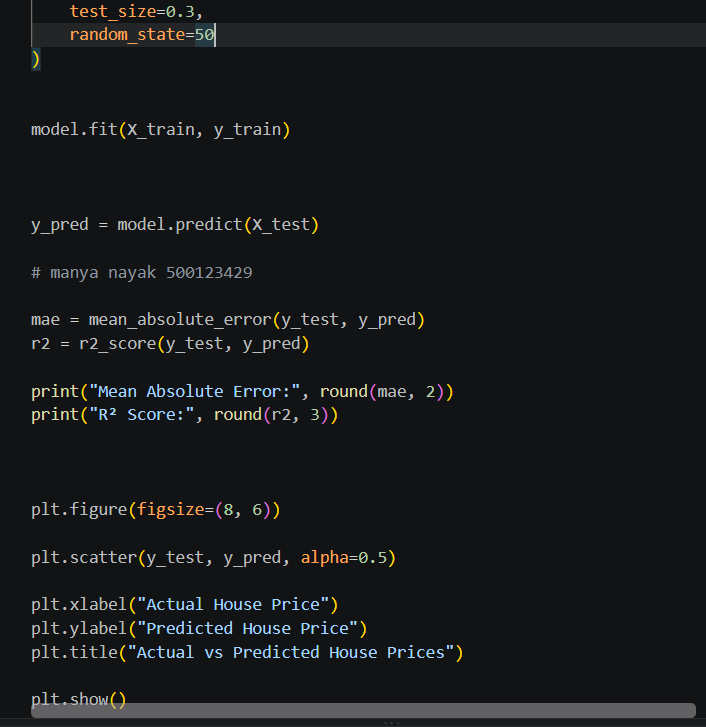 test_size=0.3,
random_state=50
)
model.fit(X_train, y_train)
y_pred = model.predict(X_test)
# manya nayak 500123429
mae = mean_absolute_error(y_test, y_pred)
r2 = r2_score(y_test, y_pred)
print("Mean Absolute Error:", round(mae, 2))
print("R² Score:", round(r2, 3))
plt.figure(figsize=(8, 6))
plt.scatter(y_test, y_pred, alpha=0.5)
plt.xlabel("Actual House Price")
plt.ylabel("Predicted House Price")
plt.title("Actual vs Predicted House Prices")
plt.show()